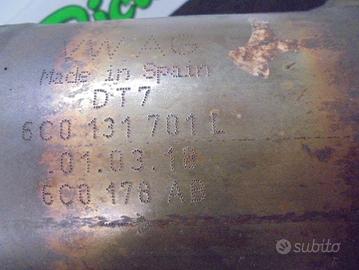 VW AG
Made in Spain
DT7
6C0 131 701 L
.01.03.18
6C0 178 AB
subito